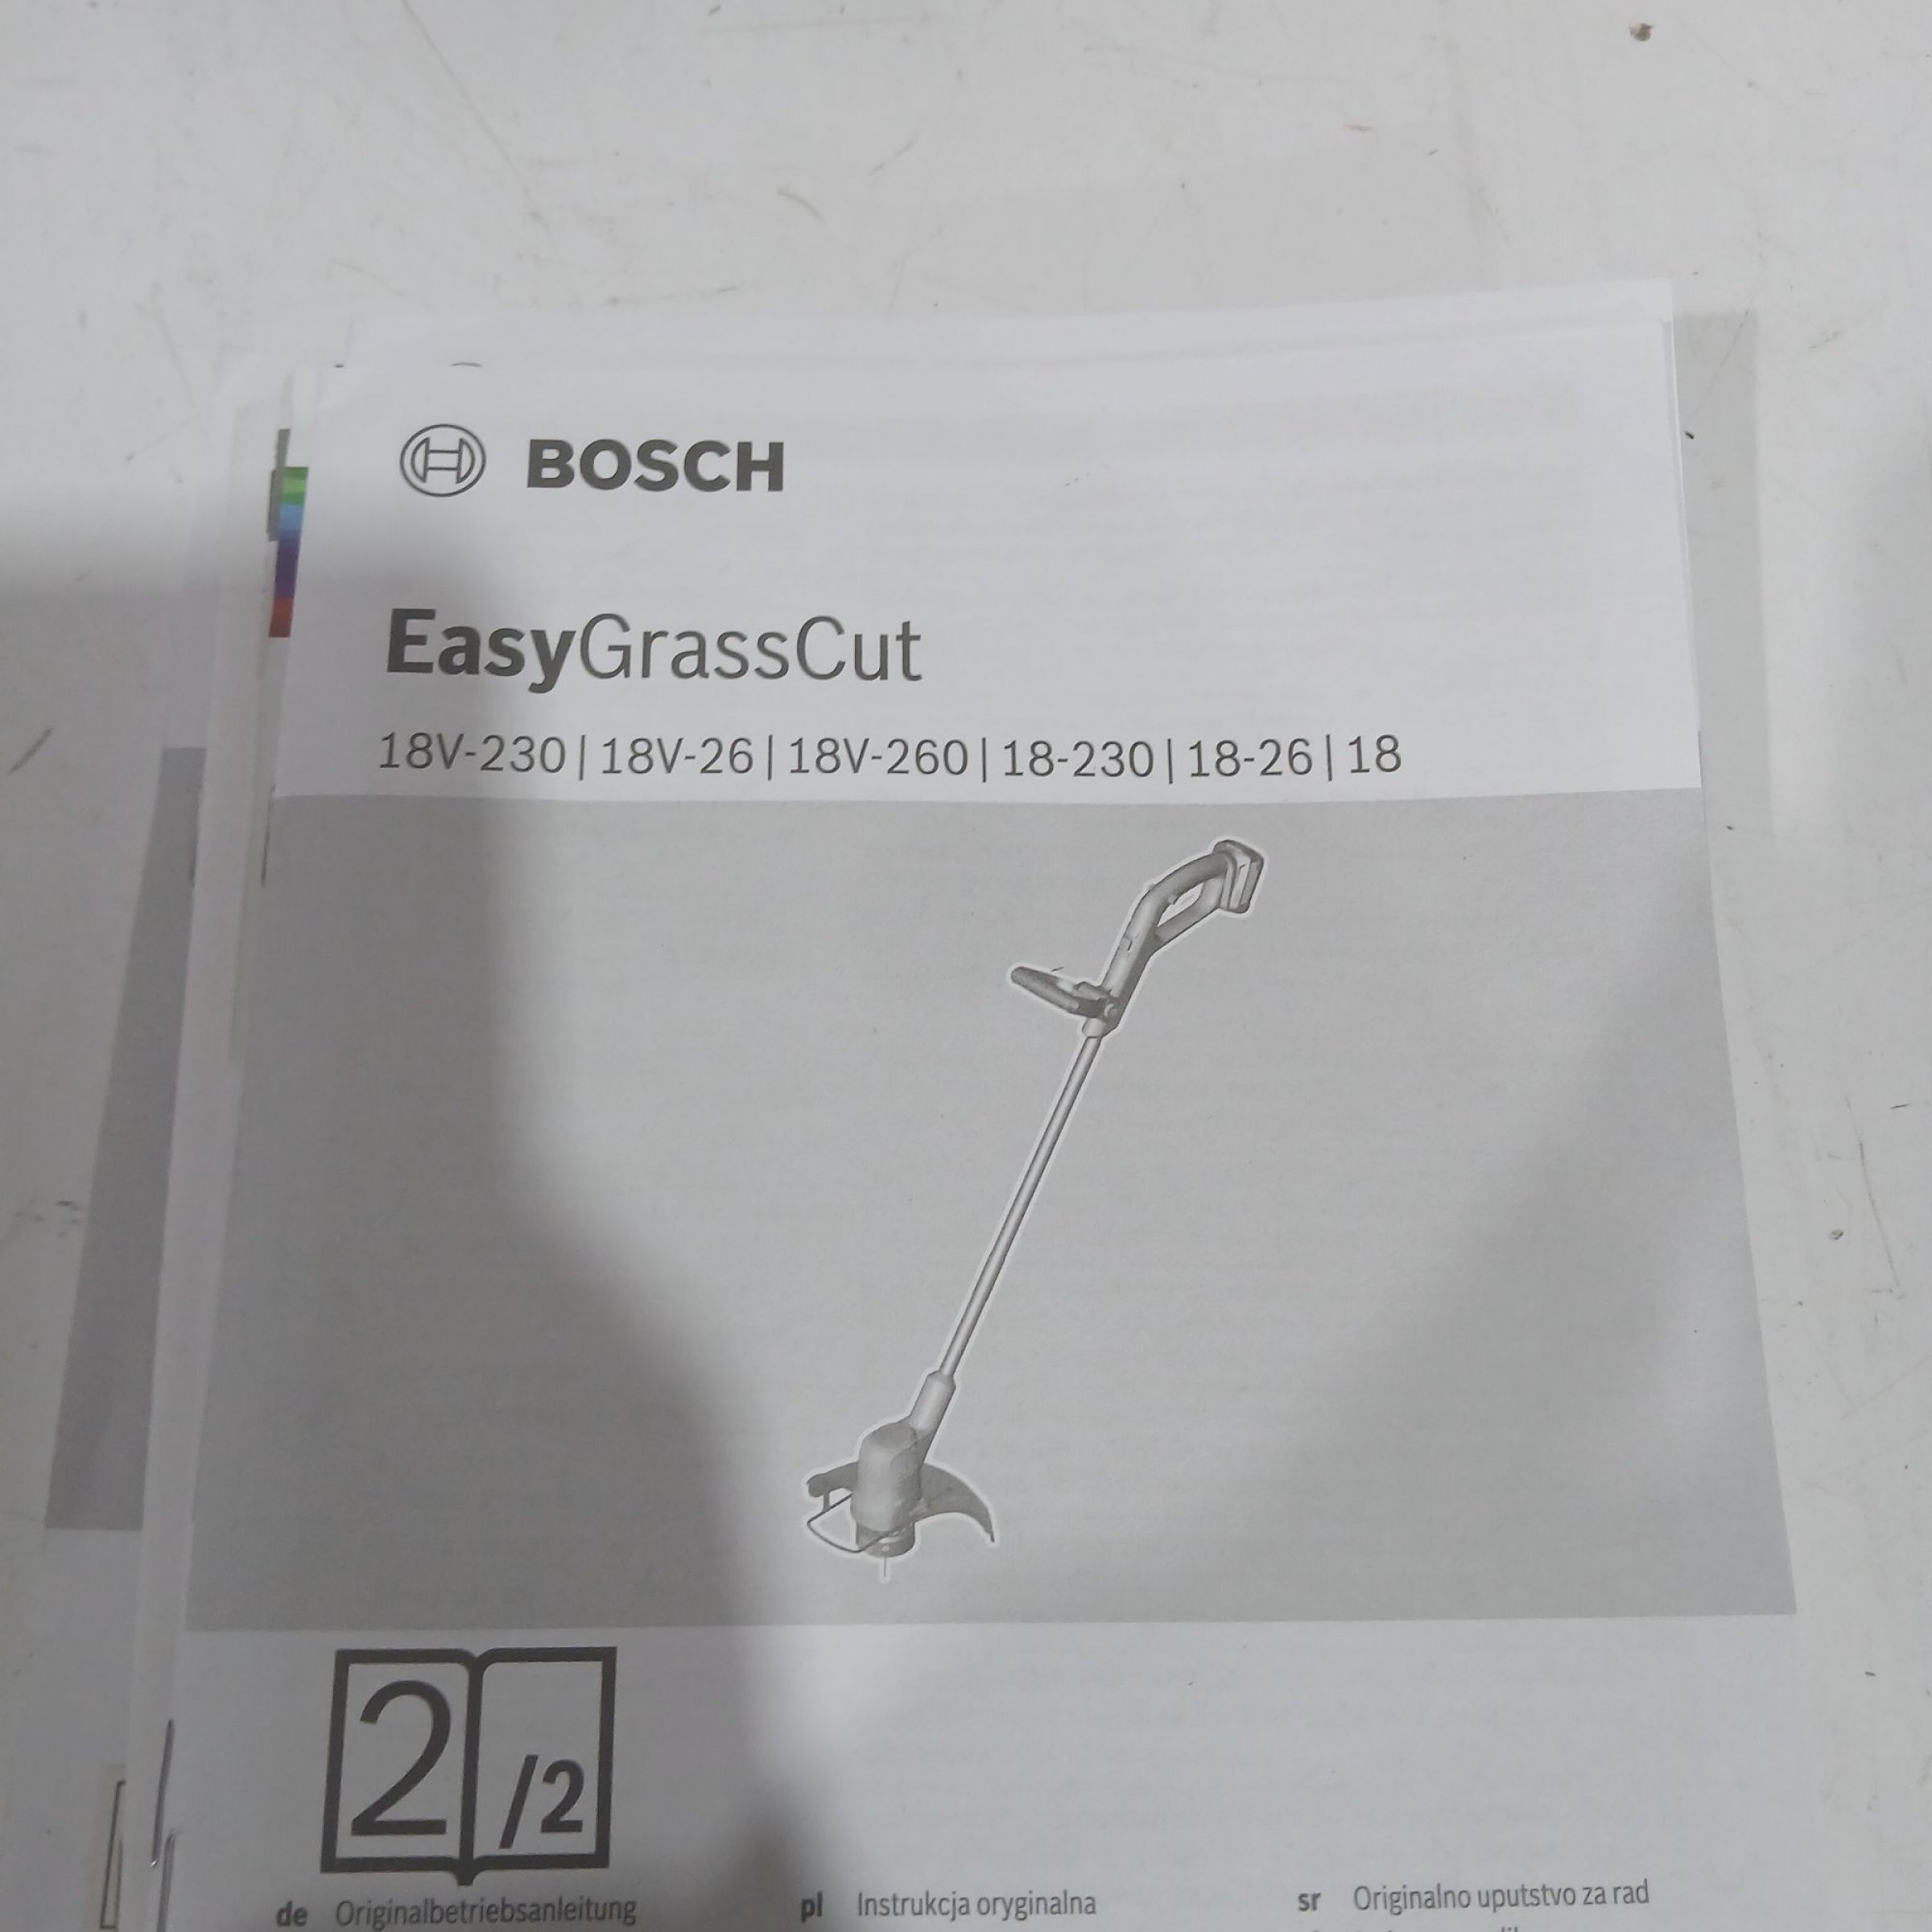 BOSCH
EasyGrassCut
18V-230 | 18V-26 | 18V-260 | 18-230 | 18-26 | 18
2/2
de Originalbetriebsanleitung
pl Instrukcja oryginalna
sr Originalno uputstvo za rad